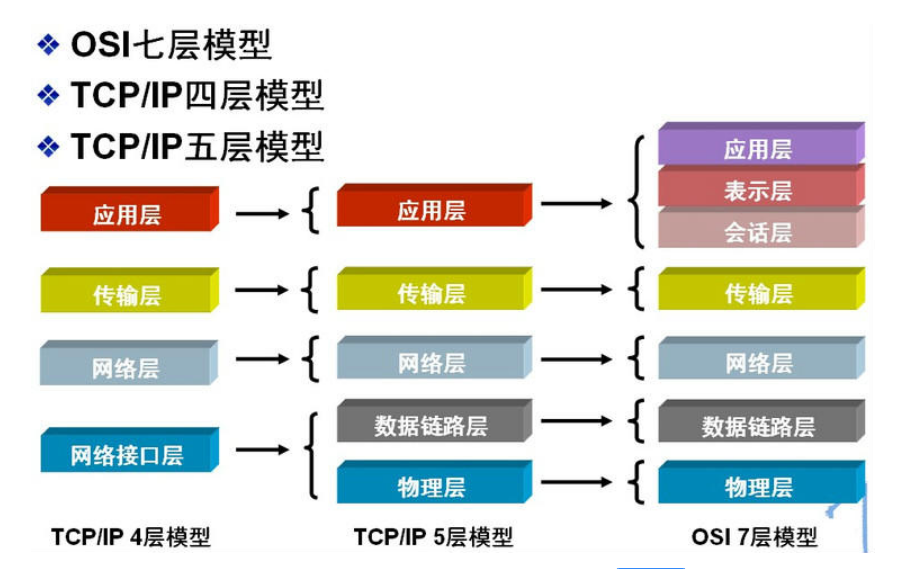 OSI七层模型
TCP/IP四层模型
TCP/IP五层模型
应用层
传输层
网络层
网络接口层
TCP/IP 4层模型
应用层
传输层
网络层
数据链路层
物理层
TCP/IP 5层模型
应用层
表示层
会话层
传输层
网络层
数据链路层
物理层
OSI 7层模型